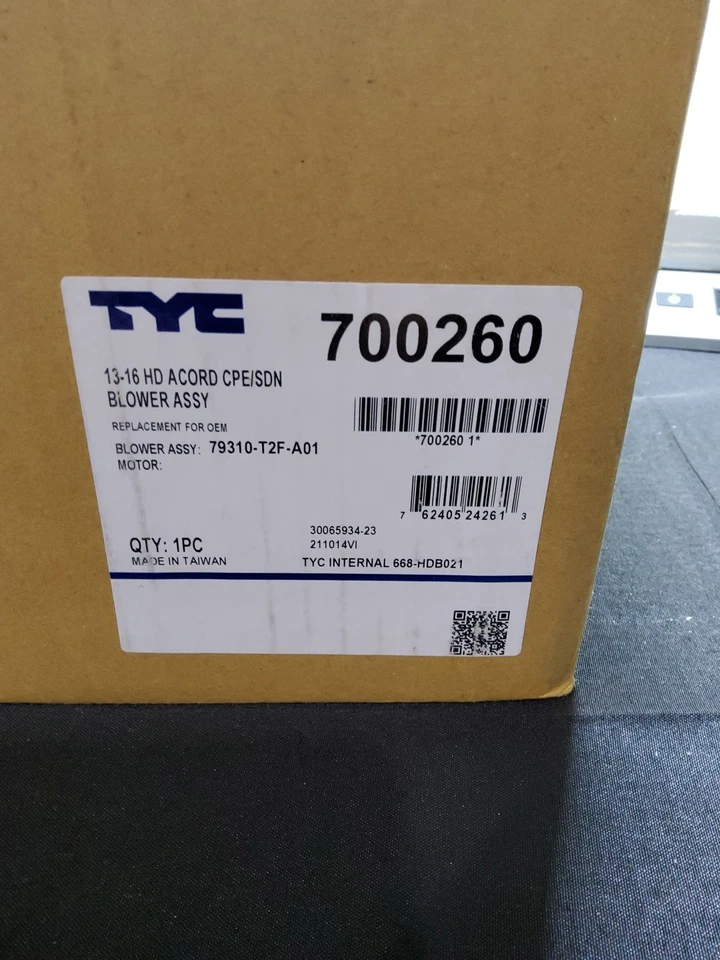 TYC
700260
13-16 HD ACORD CPE/SDN
BLOWER ASSY
REPLACEMENT FOR OEM
BLOWER ASSY: 79310-T2F-A01
MOTOR:
*700260 1*
7 62405 24261 3
30065934-23
211014VI
QTY: 1PC
MADE IN TAIWAN
TYC INTERNAL 668-HDB021